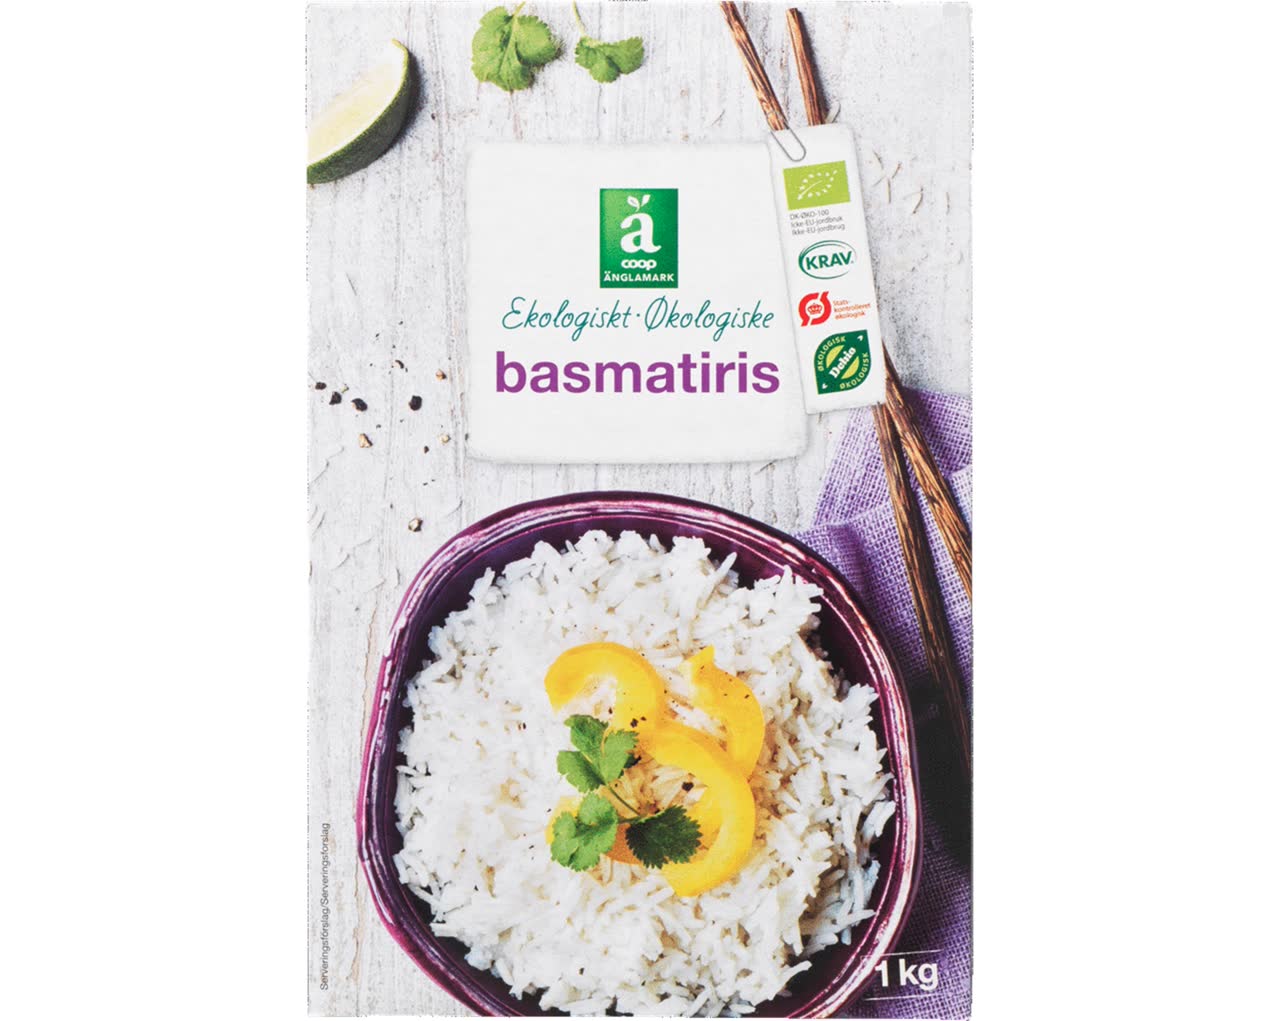 å
coop
ÄNGLAMARK
Ekologiskt · Økologiske
basmatiris
DK-ØKO-100
Icke-EU-jordbruk
Ikke-EU-jordbrug
KRAV
Ø
Stats-
kontrolleret
økologisk
ØKOLOGISK
Debio
ØKOLOGISK
Serveringsforslag/Serveringsforslag
1 kg